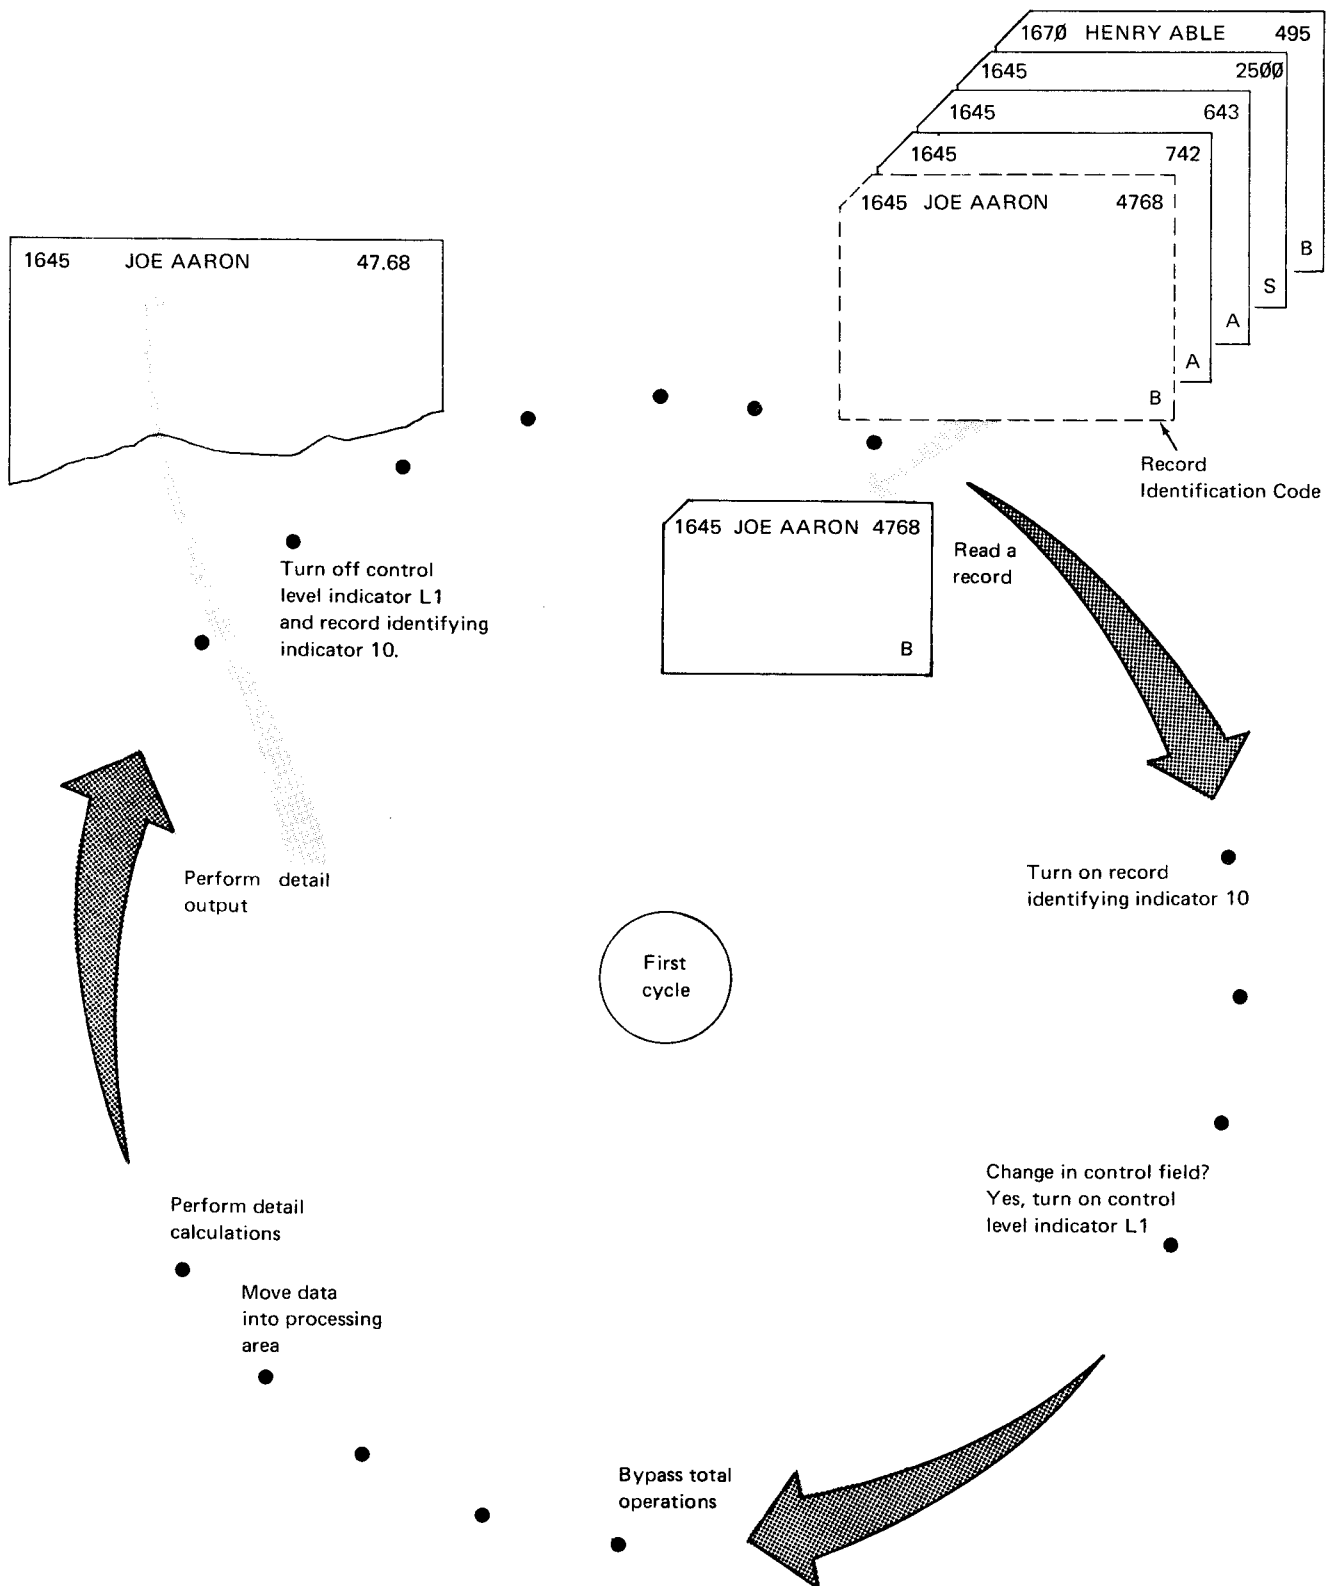 167Ø HENRY ABLE 495
1645 25ØØ
1645 643
1645 742
1645 JOE AARON 4768
B
S
A
A
B
Record
Identification Code
1645 JOE AARON 47.68
1645 JOE AARON 4768
B
Read a
record
Turn off control
level indicator L1
and record identifying
indicator 10.
Turn on record
identifying indicator 10
Perform detail
output
First
cycle
Change in control field?
Yes, turn on control
level indicator L1
Perform detail
calculations
Move data
into processing
area
Bypass total
operations